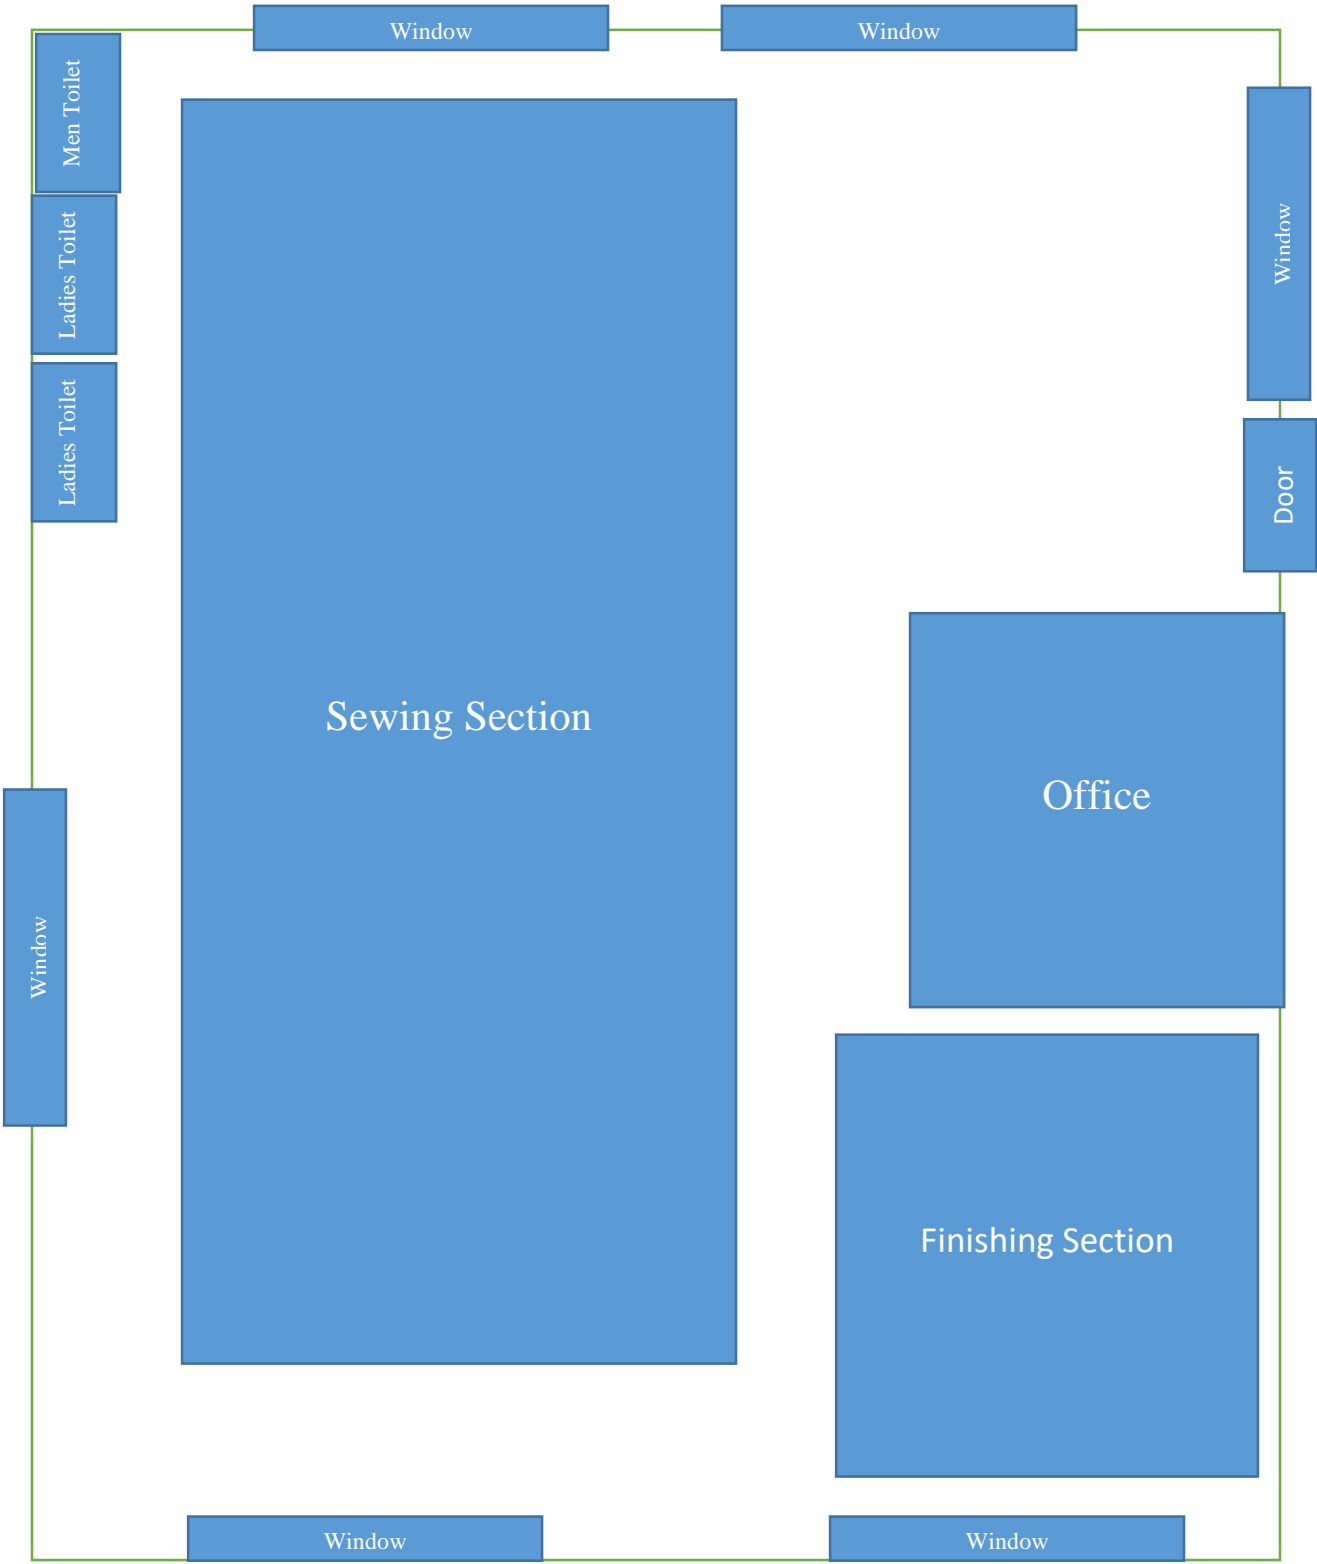 Window
Window
Men Toilet
Ladies Toilet
Ladies Toilet
Window
Door
Sewing Section
Office
Window
Finishing Section
Window
Window